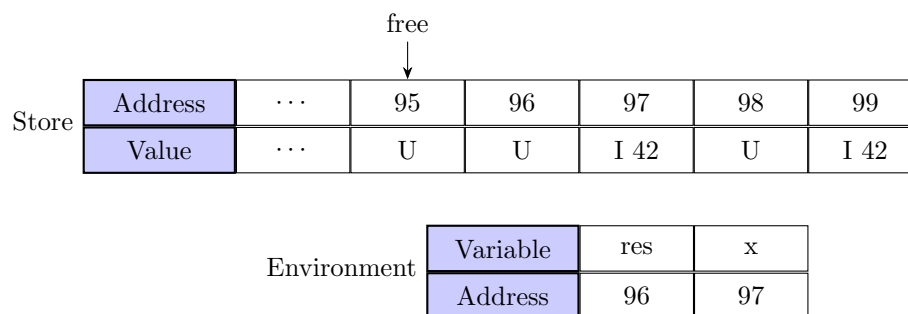 free
Store
Address ··· 95 96 97 98 99
Value ··· U U I 42 U I 42
Environment
Variable res x
Address 96 97